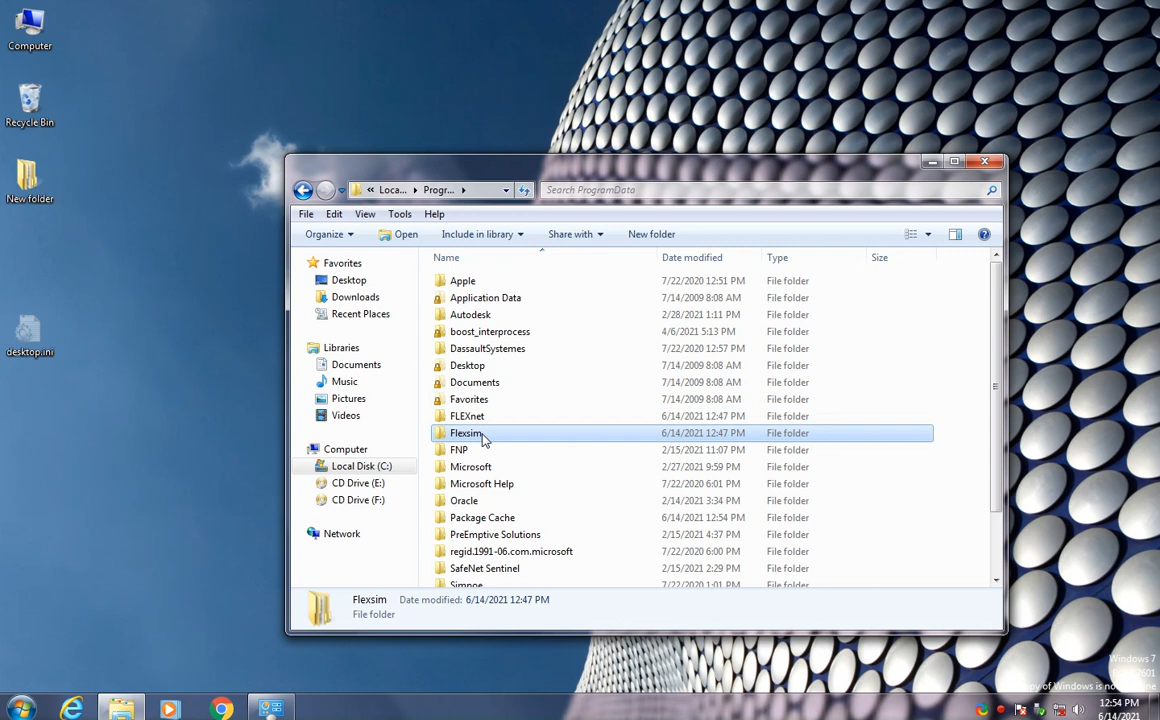 Computer
Recycle Bin
New folder
desktop.ini
« Loca... Progr...
Search ProgramData
File Edit View Tools Help
Organize Open Include in library Share with New folder
Name Date modified Type Size
Favorites
Desktop
Downloads
Recent Places
Libraries
Documents
Music
Pictures
Videos
Computer
Local Disk (C:)
CD Drive (E:)
CD Drive (F:)
Network
Apple 7/22/2020 12:51 PM File folder
Application Data 7/14/2009 8:08 AM File folder
Autodesk 2/28/2021 1:11 PM File folder
boost_interprocess 4/6/2021 5:13 PM File folder
DassaultSystemes 7/22/2020 12:57 PM File folder
Desktop 7/14/2009 8:08 AM File folder
Documents 7/14/2009 8:08 AM File folder
Favorites 7/14/2009 8:08 AM File folder
FLEXnet 6/14/2021 12:47 PM File folder
Flexsim 6/14/2021 12:47 PM File folder
FNP 2/15/2021 11:07 PM File folder
Microsoft 2/27/2021 9:59 PM File folder
Microsoft Help 7/22/2020 6:01 PM File folder
Oracle 2/14/2021 3:34 PM File folder
Package Cache 6/14/2021 12:54 PM File folder
PreEmptive Solutions 2/15/2021 4:37 PM File folder
regid.1991-06.com.microsoft 7/22/2020 6:00 PM File folder
SafeNet Sentinel 2/15/2021 2:29 PM File folder
Simpoe 7/22/2020 1:01 PM File folder
Flexsim Date modified: 6/14/2021 12:47 PM
File folder
Windows 7
7601
py of Windows is no
12:54 PM
6/14/2021